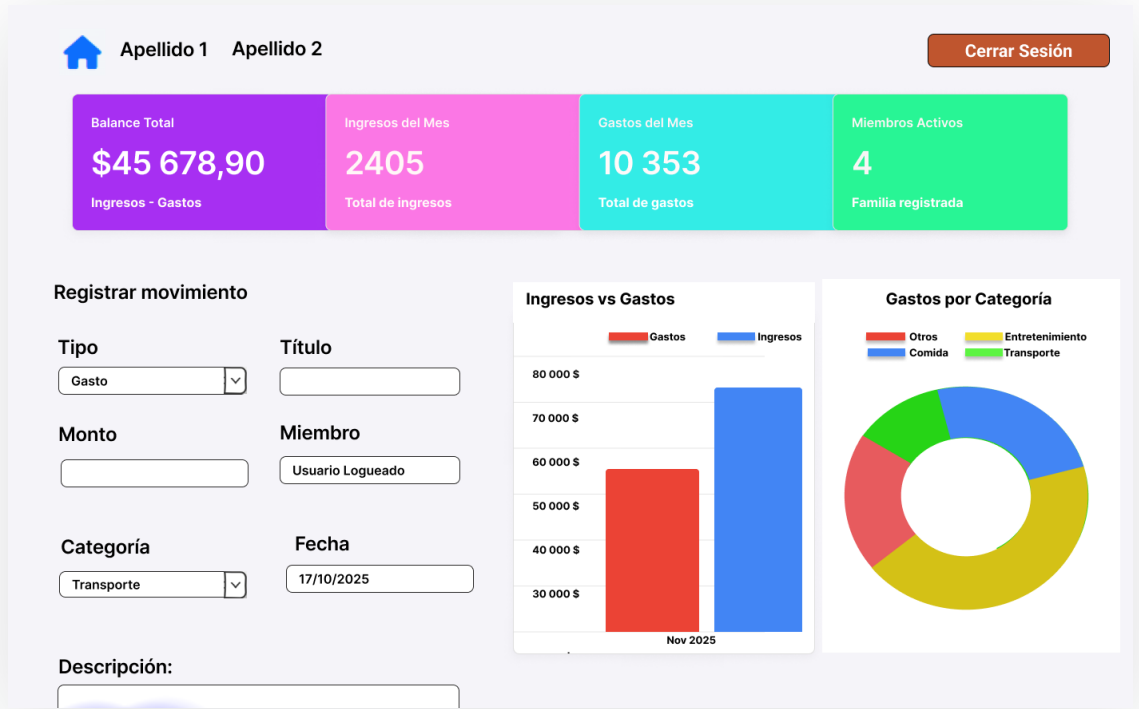 Apellido 1 Apellido 2
Cerrar Sesión
Balance Total
$45 678,90
Ingresos - Gastos
Ingresos del Mes
2405
Total de ingresos
Gastos del Mes
10 353
Total de gastos
Miembros Activos
4
Familia registrada
Registrar movimiento
Tipo
Gasto
Título
Monto
Miembro
Usuario Logueado
Categoría
Transporte
Fecha
17/10/2025
Descripción:
Ingresos vs Gastos
Gastos Ingresos
80 000 $
70 000 $
60 000 $
50 000 $
40 000 $
30 000 $
Nov 2025
Gastos por Categoría
Otros Entretenimiento
Comida Transporte